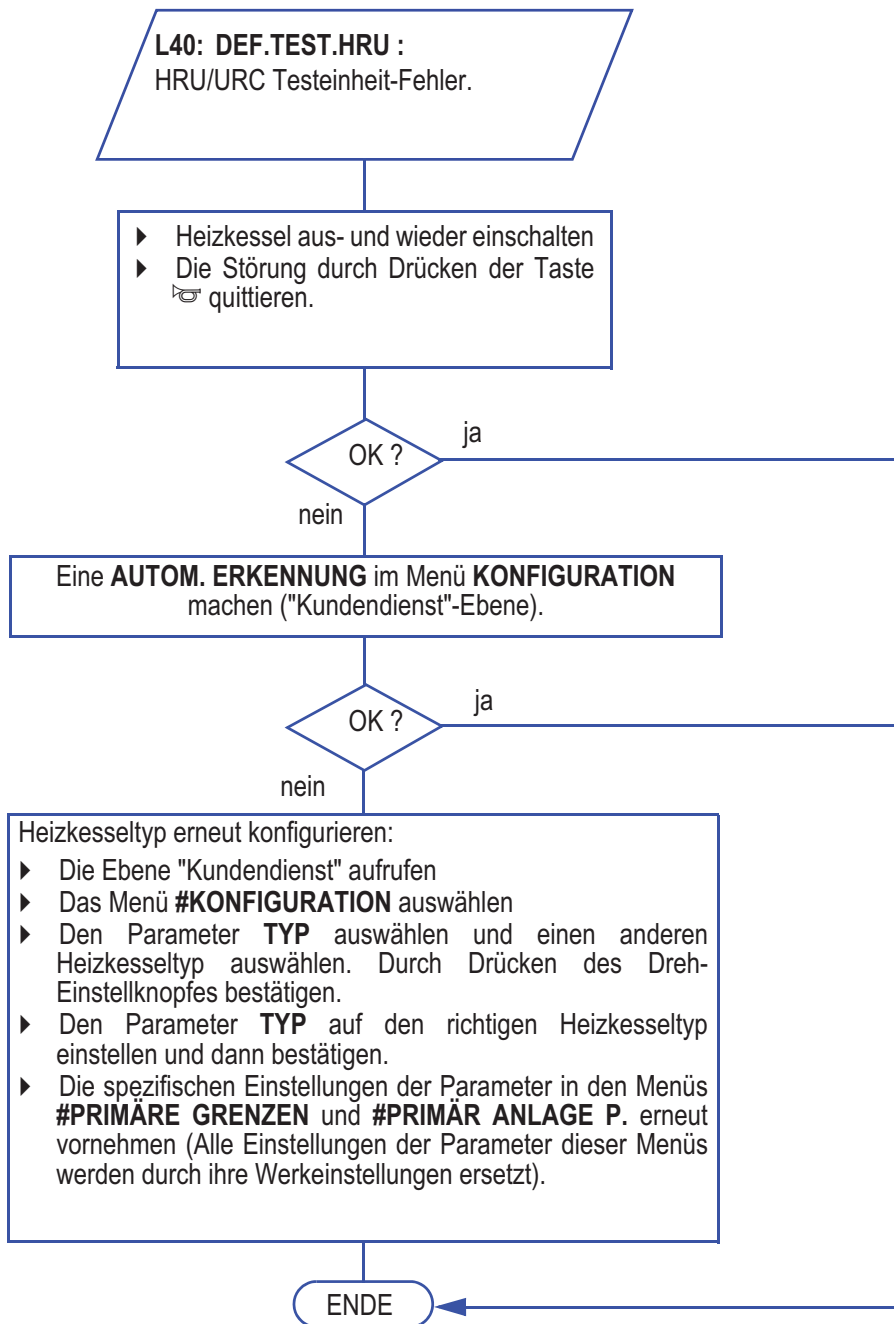 L40: DEF.TEST.HRU :
HRU/URC Testeinheit-Fehler.
Heizkessel aus- und wieder einschalten
Die Störung durch Drücken der Taste
quittieren.
OK ?
ja
nein
Eine AUTOM. ERKENNUNG im Menü KONFIGURATION
machen ("Kundendienst"-Ebene).
OK ?
ja
nein
Heizkesseltyp erneut konfigurieren:
Die Ebene "Kundendienst" aufrufen
Das Menü #KONFIGURATION auswählen
Den Parameter TYP auswählen und einen anderen
Heizkesseltyp auswählen. Durch Drücken des Dreh-
Einstellknopfes bestätigen.
Den Parameter TYP auf den richtigen Heizkesseltyp
einstellen und dann bestätigen.
Die spezifischen Einstellungen der Parameter in den Menüs
#PRIMÄRE GRENZEN und #PRIMÄR ANLAGE P. erneut
vornehmen (Alle Einstellungen der Parameter dieser Menüs
werden durch ihre Werkeinstellungen ersetzt).
ENDE